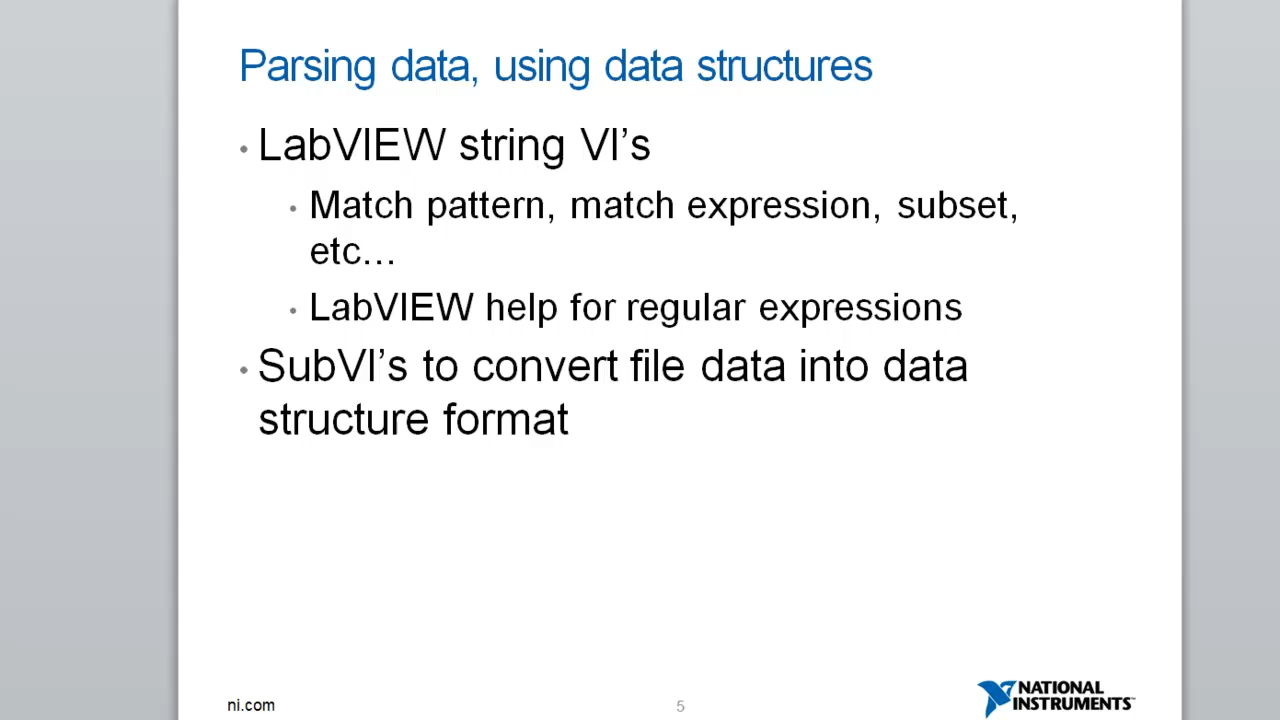 Parsing data, using data structures
• LabVIEW string VI’s
• Match pattern, match expression, subset,
etc…
• LabVIEW help for regular expressions
• SubVI’s to convert file data into data
structure format
ni.com
5
NATIONAL
INSTRUMENTS™